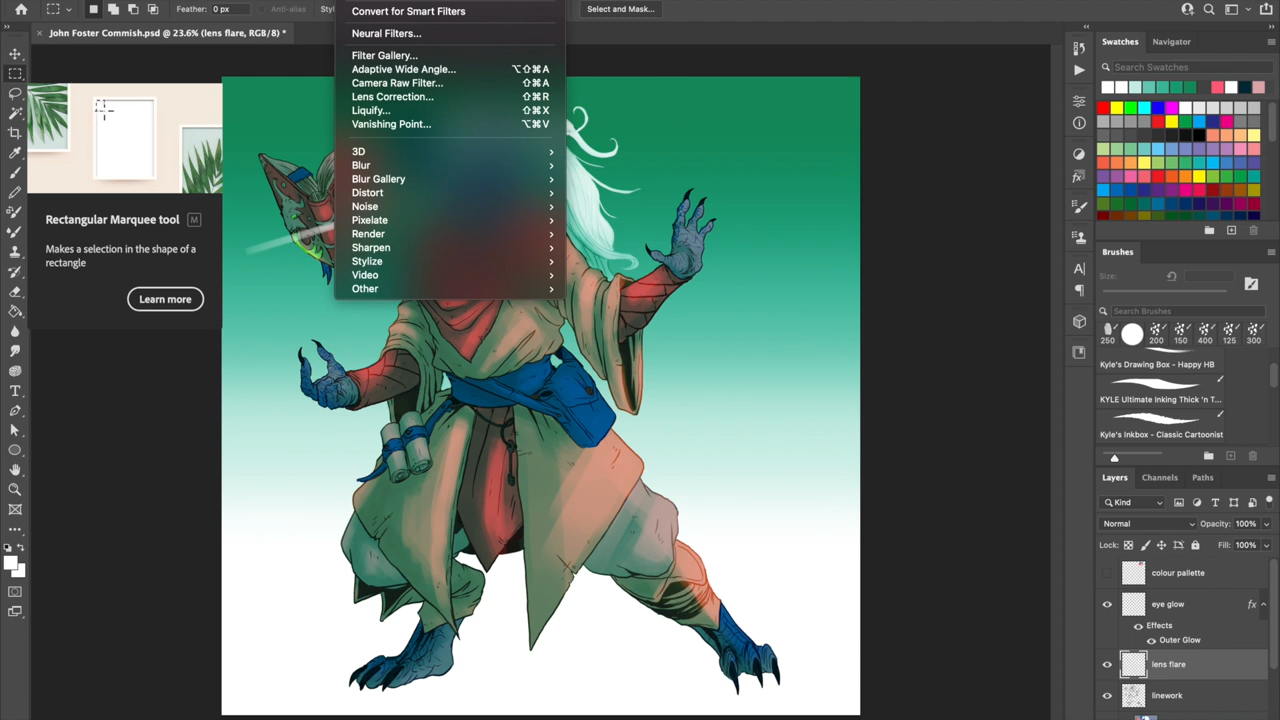 Feather: 0 px
Anti-alias
Styl
Select and Mask...
John Foster Commish.psd @ 23.6% (lens flare, RGB/8) *
Convert for Smart Filters
Neural Filters...
Filter Gallery...
Adaptive Wide Angle... ⌥⇧⌘A
Camera Raw Filter... ⇧⌘A
Lens Correction... ⇧⌘R
Liquify... ⇧⌘X
Vanishing Point... ⌥⌘V
3D
Blur
Blur Gallery
Distort
Noise
Pixelate
Render
Sharpen
Stylize
Video
Other
Rectangular Marquee tool M
Makes a selection in the shape of a
rectangle
Learn more
Swatches Navigator
Search Swatches
Brushes
Size:
Search Brushes
250 200 150 400 125 300
Kyle's Drawing Box - Happy HB
KYLE Ultimate Inking Thick 'n T...
Kyle's Inkbox - Classic Cartoonist
Layers Channels Paths
Kind
Normal Opacity: 100%
Lock: Fill: 100%
colour pallette
eye glow fx
Effects
Outer Glow
lens flare
linework